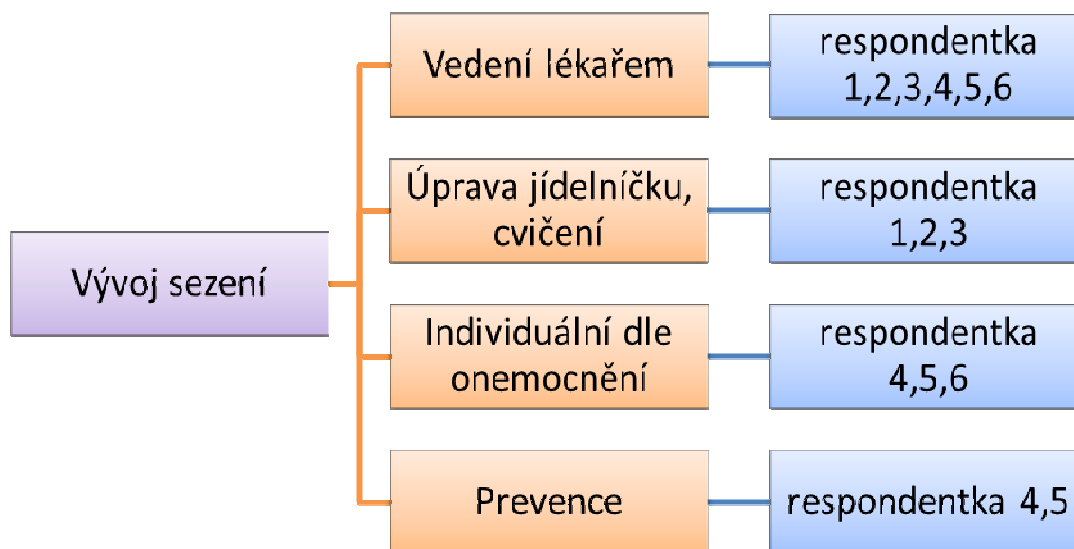 Vývoj sezení
Vedení lékařem
respondentka
1,2,3,4,5,6
Úprava jídelníčku,
cvičení
respondentka
1,2,3
Individuální dle
onemocnění
respondentka
4,5,6
Prevence
respondentka 4,5